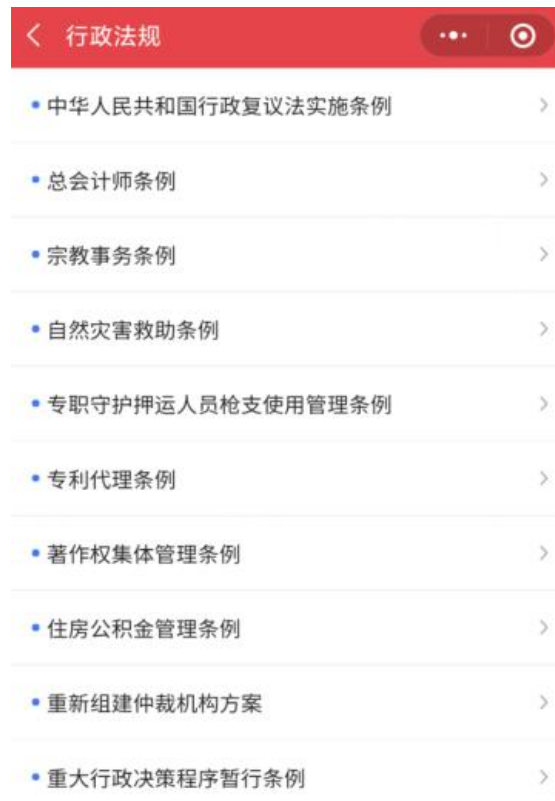 行政法规
中华人民共和国行政复议法实施条例
总会计师条例
宗教事务条例
自然灾害救助条例
专职守护押运人员枪支使用管理条例
专利代理条例
著作权集体管理条例
住房公积金管理条例
重新组建仲裁机构方案
重大行政决策程序暂行条例